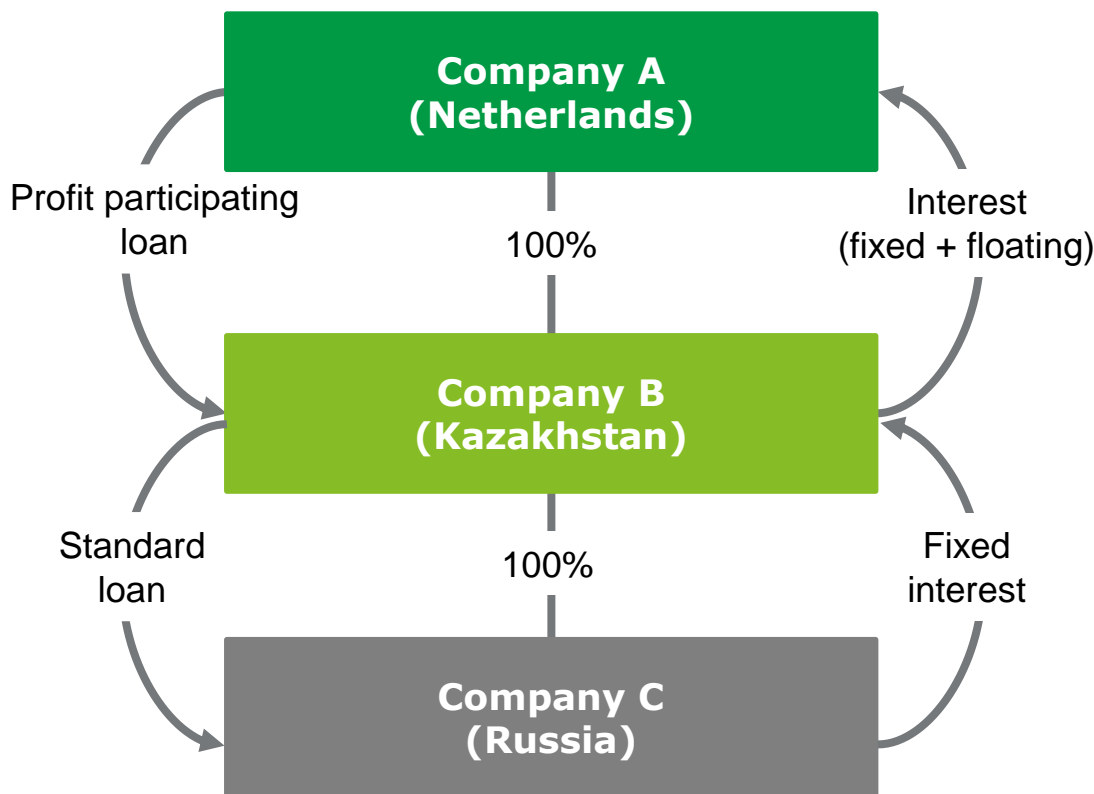 Company A
(Netherlands)
Profit participating
loan
100%
Interest
(fixed + floating)
Company B
(Kazakhstan)
Standard
loan
100%
Fixed
interest
Company C
(Russia)